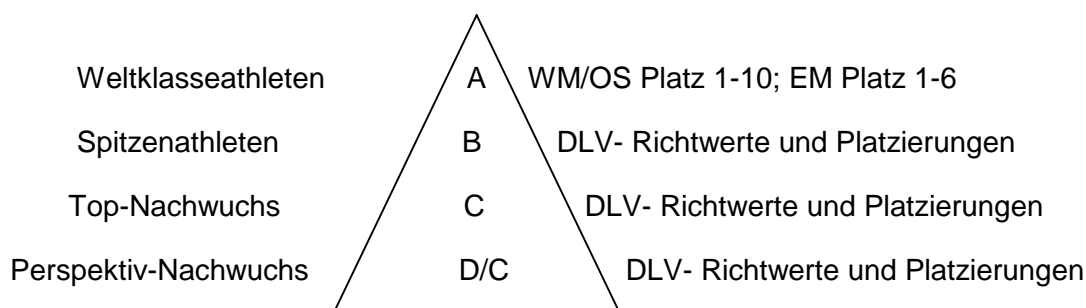 Weltklasseathleten A WM/OS Platz 1-10; EM Platz 1-6
Spitzenathleten B DLV- Richtwerte und Platzierungen
Top-Nachwuchs C DLV- Richtwerte und Platzierungen
Perspektiv-Nachwuchs D/C DLV- Richtwerte und Platzierungen